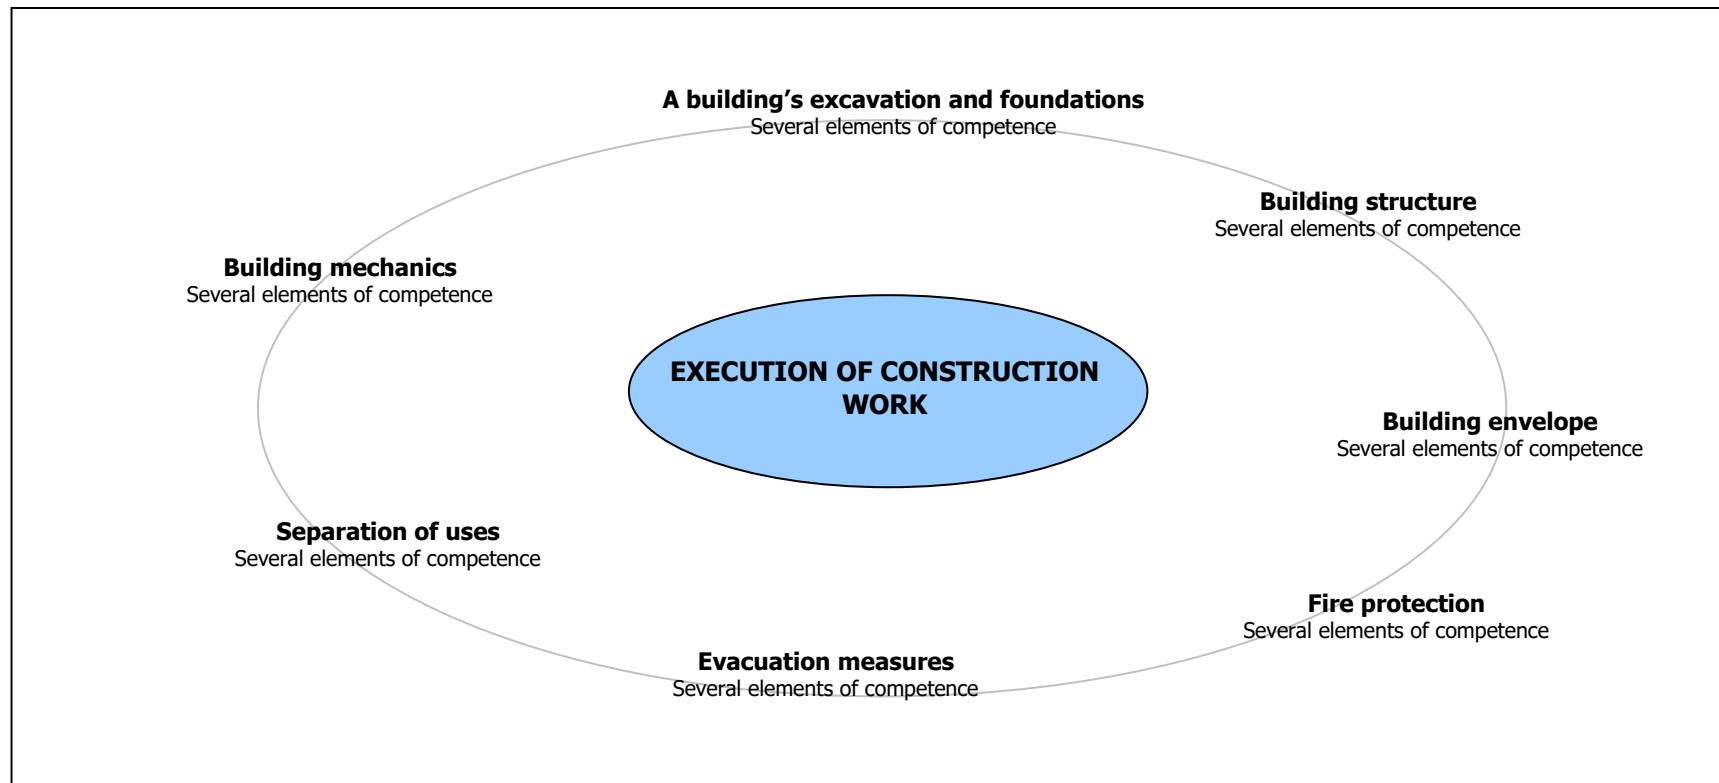 A building’s excavation and foundations
Several elements of competence
Building structure
Several elements of competence
Building mechanics
Several elements of competence
EXECUTION OF CONSTRUCTION
WORK
Building envelope
Several elements of competence
Separation of uses
Several elements of competence
Fire protection
Several elements of competence
Evacuation measures
Several elements of competence